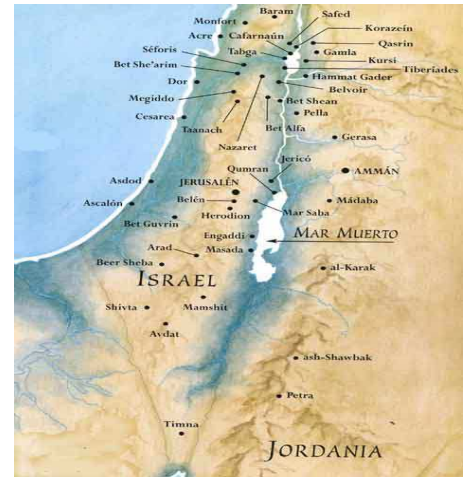 Baram
Safed
Monfort
Korazeín
Acre
Cafarnaún
Qasrin
Tabga
Gamla
Séforis
Kursi
Bet She'arim
Tiberíades
Dor
Hammat Gader
Belvoir
Megiddo
Bet Shean
Cesarea
Pella
Taanach
Bet Alfa
Gerasa
Nazaret
Jericó
Qumran
AMMÁN
Asdod
JERUSALÉN
Ascalón
Belén
Mádaba
Herodion
Mar Saba
Bet Guvrin
MAR MUERTO
Engaddi
Arad
Masada
Beer Sheba
al-Karak
ISRAEL
Shivta
Mamshit
Avdat
ash-Shawbak
Petra
Timna
JORDANIA